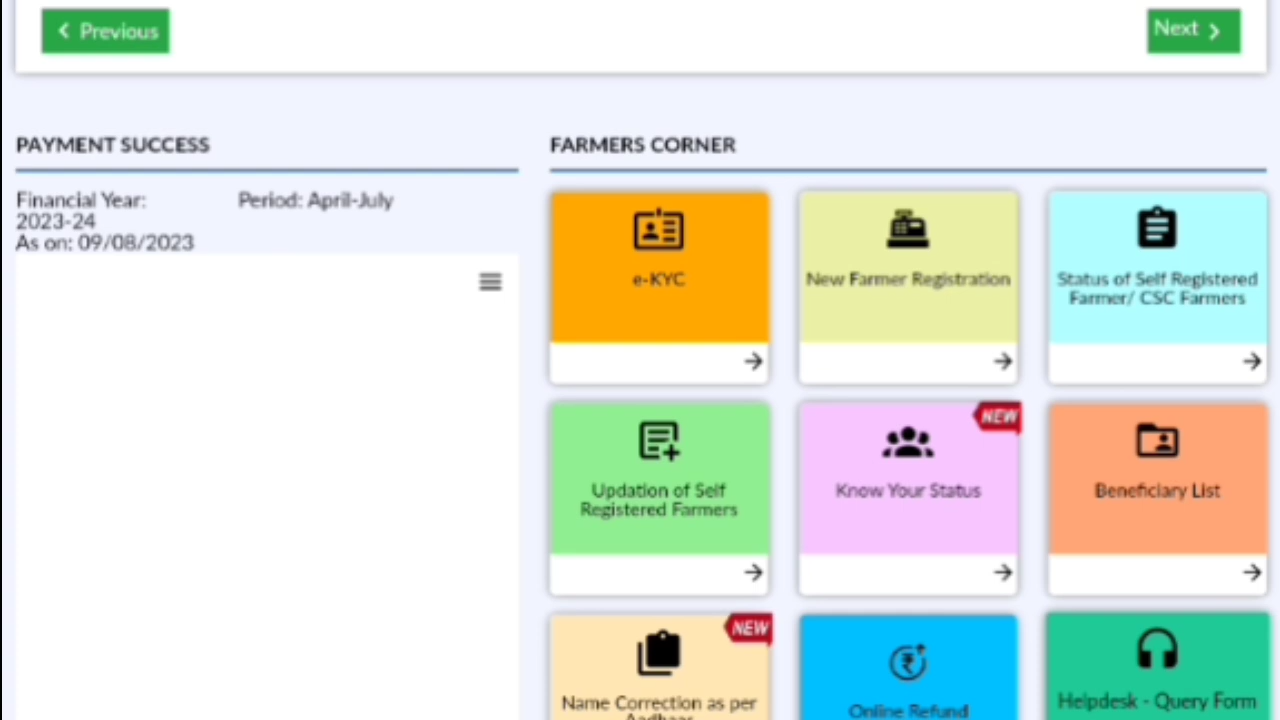 Previous
Next
PAYMENT SUCCESS
Financial Year:
2023-24
Period: April-July
As on: 09/08/2023
FARMERS CORNER
e-KYC
New Farmer Registration
Status of Self Registered
Farmer/ CSC Farmers
Updation of Self
Registered Farmers
NEW
Know Your Status
Beneficiary List
NEW
Name Correction as per
Aadhaar
Online Refund
Helpdesk - Query Form